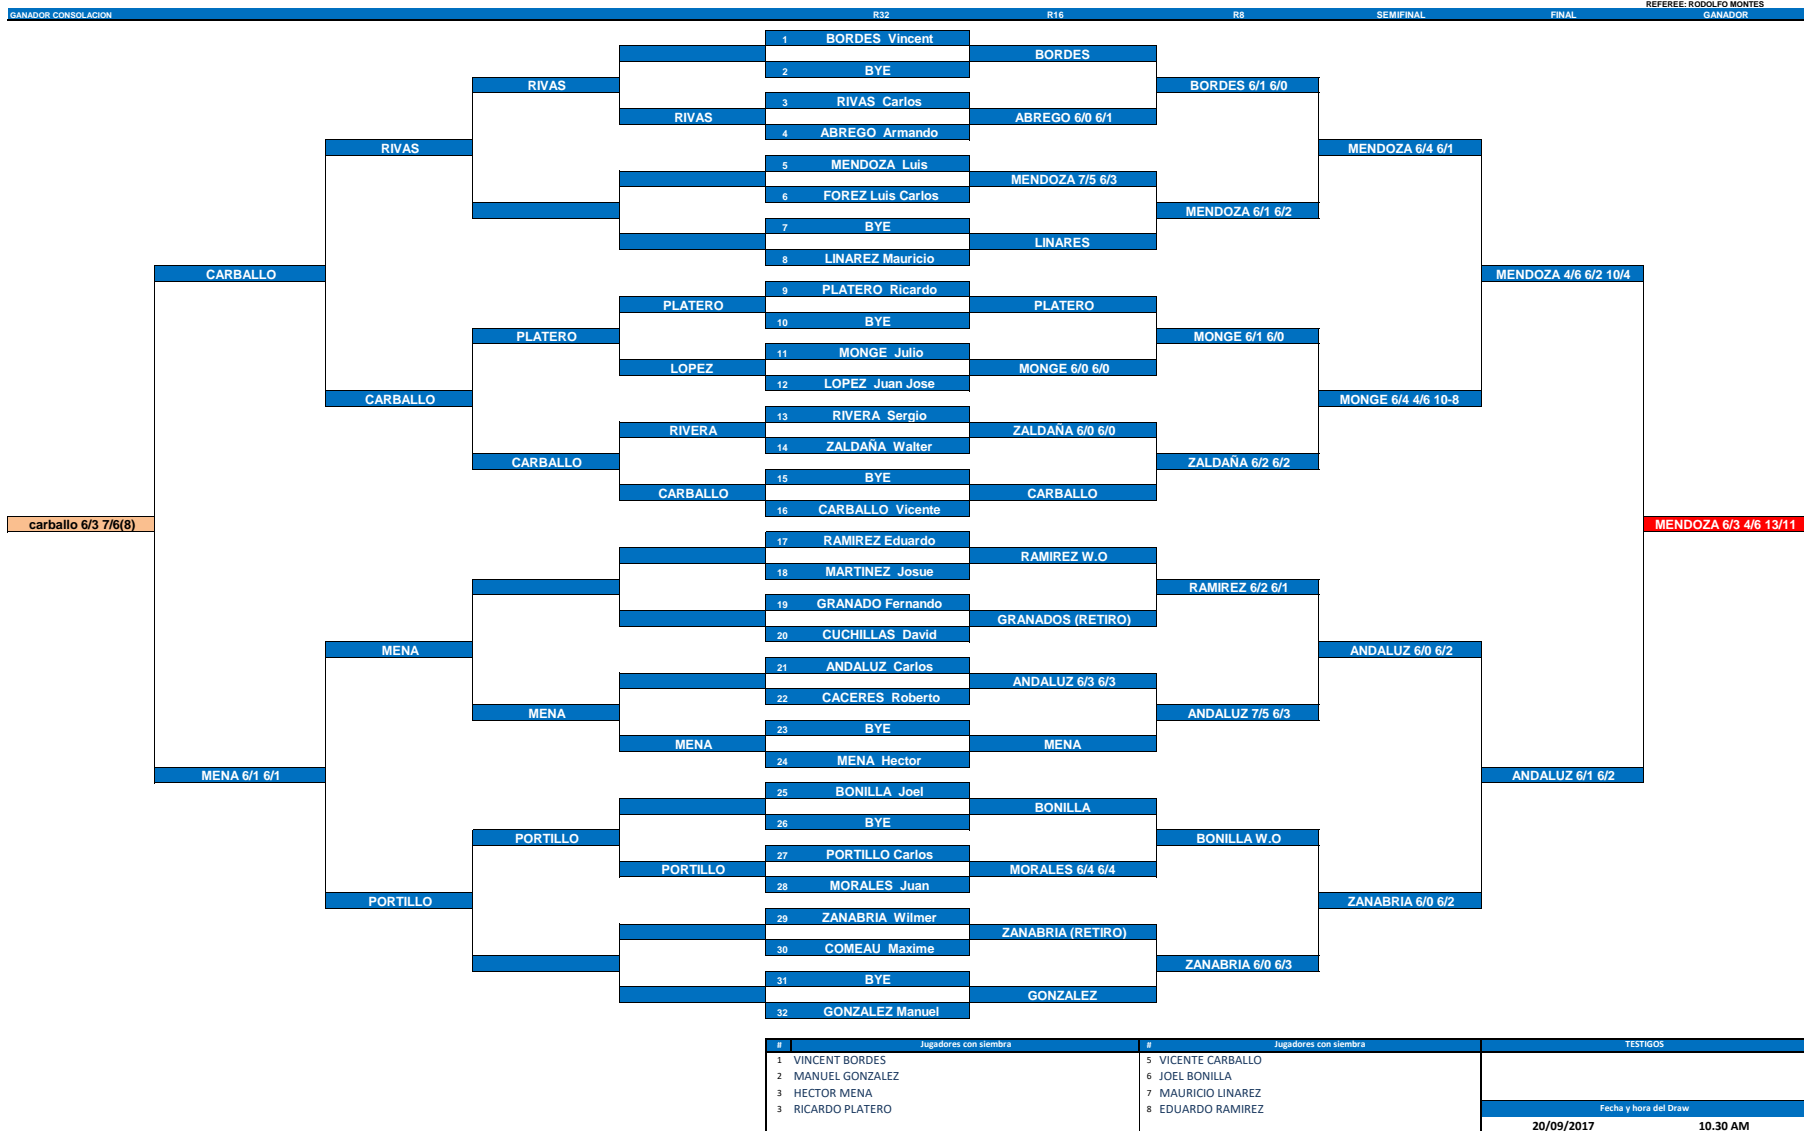 REFEREE: RODOLFO MONTES
GANADOR CONSOLACION R32 R16 R8 SEMIFINAL FINAL GANADOR
1 BORDES Vincent
BORDES
2 BYE
RIVAS BORDES 6/1 6/0
3 RIVAS Carlos
RIVAS ABREGO 6/0 6/1
4 ABREGO Armando
RIVAS MENDOZA 6/4 6/1
5 MENDOZA Luis
MENDOZA 7/5 6/3
6 FOREZ Luis Carlos
MENDOZA 6/1 6/2
7 BYE
LINARES
8 LINAREZ Mauricio
CARBALLO MENDOZA 4/6 6/2 10/4
9 PLATERO Ricardo
PLATERO PLATERO
10 BYE
PLATERO MONGE 6/1 6/0
11 MONGE Julio
LOPEZ MONGE 6/0 6/0
12 LOPEZ Juan Jose
CARBALLO MONGE 6/4 4/6 10-8
13 RIVERA Sergio
RIVERA ZALDAÑA 6/0 6/0
14 ZALDAÑA Walter
CARBALLO ZALDAÑA 6/2 6/2
15 BYE
CARBALLO CARBALLO
16 CARBALLO Vicente
carballo 6/3 7/6(8) MENDOZA 6/3 4/6 13/11
17 RAMIREZ Eduardo
RAMIREZ W.O
18 MARTINEZ Josue
RAMIREZ 6/2 6/1
19 GRANADO Fernando
GRANADOS (RETIRO)
20 CUCHILLAS David
MENA ANDALUZ 6/0 6/2
21 ANDALUZ Carlos
ANDALUZ 6/3 6/3
22 CACERES Roberto
MENA ANDALUZ 7/5 6/3
23 BYE
MENA MENA
24 MENA Hector
MENA 6/1 6/1 ANDALUZ 6/1 6/2
25 BONILLA Joel
BONILLA
26 BYE
PORTILLO BONILLA W.O
27 PORTILLO Carlos
PORTILLO MORALES 6/4 6/4
28 MORALES Juan
PORTILLO ZANABRIA 6/0 6/2
29 ZANABRIA Wilmer
ZANABRIA (RETIRO)
30 COMEAU Maxime
ZANABRIA 6/0 6/3
31 BYE
GONZALEZ
32 GONZALEZ Manuel
# Jugadores con siembra # Jugadores con siembra TESTIGOS
1 VINCENT BORDES 5 VICENTE CARBALLO
2 MANUEL GONZALEZ 6 JOEL BONILLA
3 HECTOR MENA 7 MAURICIO LINAREZ
3 RICARDO PLATERO 8 EDUARDO RAMIREZ
Fecha y hora del Draw
20/09/2017 10.30 AM